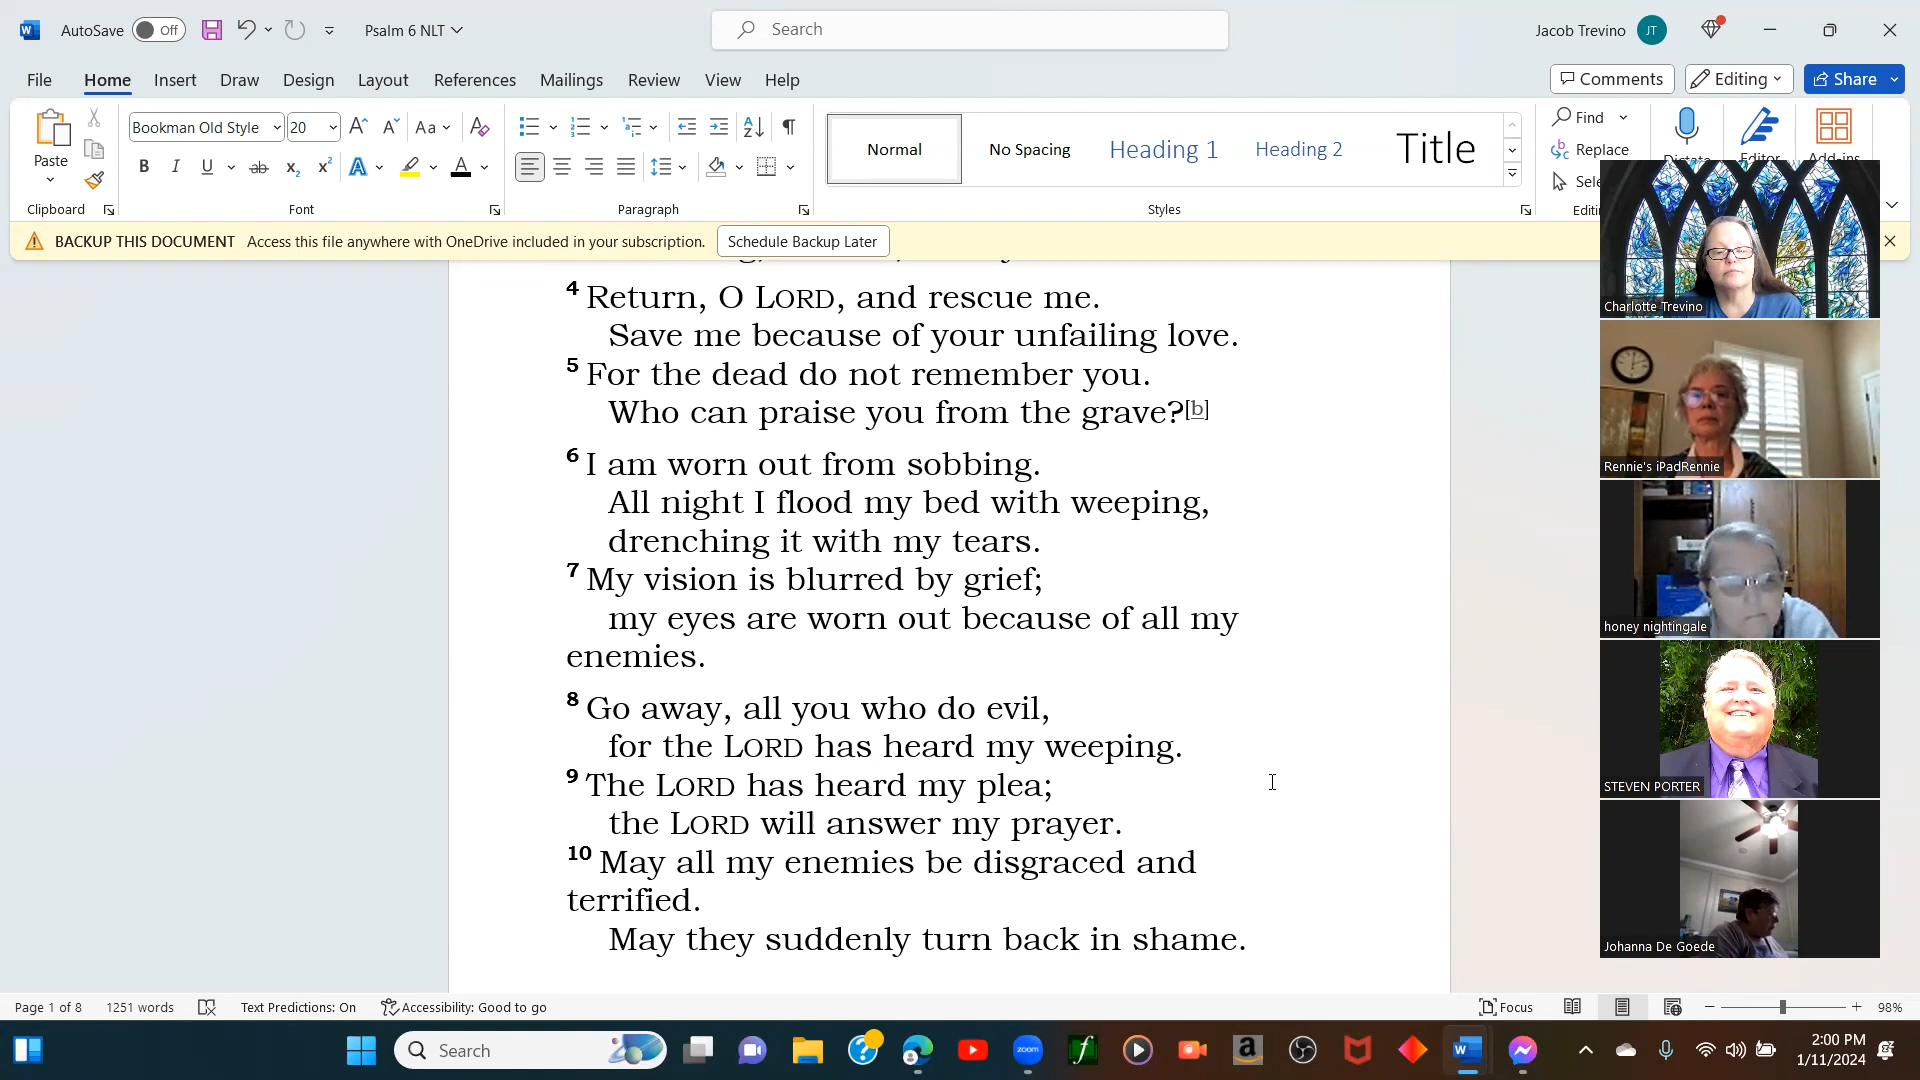 AutoSave Off Psalm 6 NLT Search Jacob Trevino JT
File Home Insert Draw Design Layout References Mailings Review View Help Comments Editing Share
Paste Bookman Old Style 20 Aa Normal No Spacing Heading 1 Heading 2 Title Find Replace
Clipboard Font Paragraph Styles
BACKUP THIS DOCUMENT Access this file anywhere with OneDrive included in your subscription. Schedule Backup Later
4 Return, O LORD, and rescue me.
Save me because of your unfailing love.
5 For the dead do not remember you.
Who can praise you from the grave?[b]
6 I am worn out from sobbing.
All night I flood my bed with weeping,
drenching it with my tears.
7 My vision is blurred by grief;
my eyes are worn out because of all my
enemies.
8 Go away, all you who do evil,
for the LORD has heard my weeping.
9 The LORD has heard my plea;
the LORD will answer my prayer.
10 May all my enemies be disgraced and
terrified.
May they suddenly turn back in shame.
Charlotte Trevino
Rennie's iPadRennie
honey nightingale
STEVEN PORTER
Johanna De Goede
Page 1 of 8 1251 words Text Predictions: On Accessibility: Good to go Focus 98%
Search zoom 2:00 PM
1/11/2024